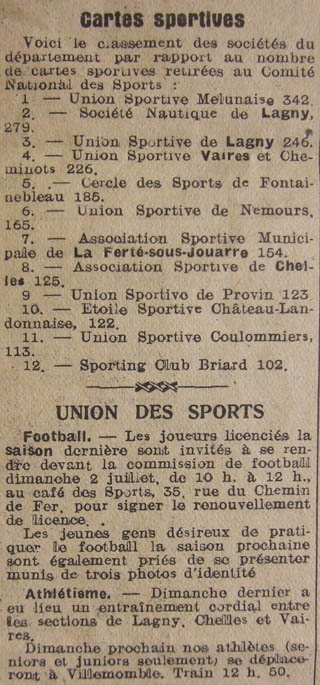 Cartes sportives
Voici le classement des sociétés du
département par rapport au nombre
de cartes sportives retirées au Comité
National des Sports :
1 — Union Sportive Melunaise 342.
2. — Société Nautique de Lagny,
279.
3. — Union Sportive de Lagny 246.
4. — Union Sportive Vaires et Che-
minots 226.
5. .— Cercle des Sports de Fontai-
nebleau 185.
6. — Union Sportive de Nemours,
165.
7. — Association Sportive Munici-
pale de La Ferté-sous-Jouarre 154.
8. — Association Sportive de Chel-
les 125.
9 — Union Sportive de Provin 123
10. — Etoile Sportive Château-Lan-
donnaise, 122.
11. — Union Sportive Coulommiers,
113.
12. — Sporting Club Briard 102.
UNION DES SPORTS
Football. — Les joueurs licenciés la
saison dernière sont invités à se ren-
dre devant la commission de football
dimanche 2 juillet, de 10 h. à 12 h.,
au café des Sports, 35, rue du Chemin
de Fer, pour signer le renouvellement
de licence. .
Les jeunes gens désireux de prati-
quer le football la saison prochaine
sont également priés de se présenter
munis de trois photos d'identité
Athlétisme. — Dimanche dernier a
eu lieu un entraînement cordial entre
les sections de Lagny, Chelles et Vai-
res.
Dimanche prochain nos athlètes (se-
niors et juniors seulement) se déplace-
ront à Villemomble. Train 12 h. 50.